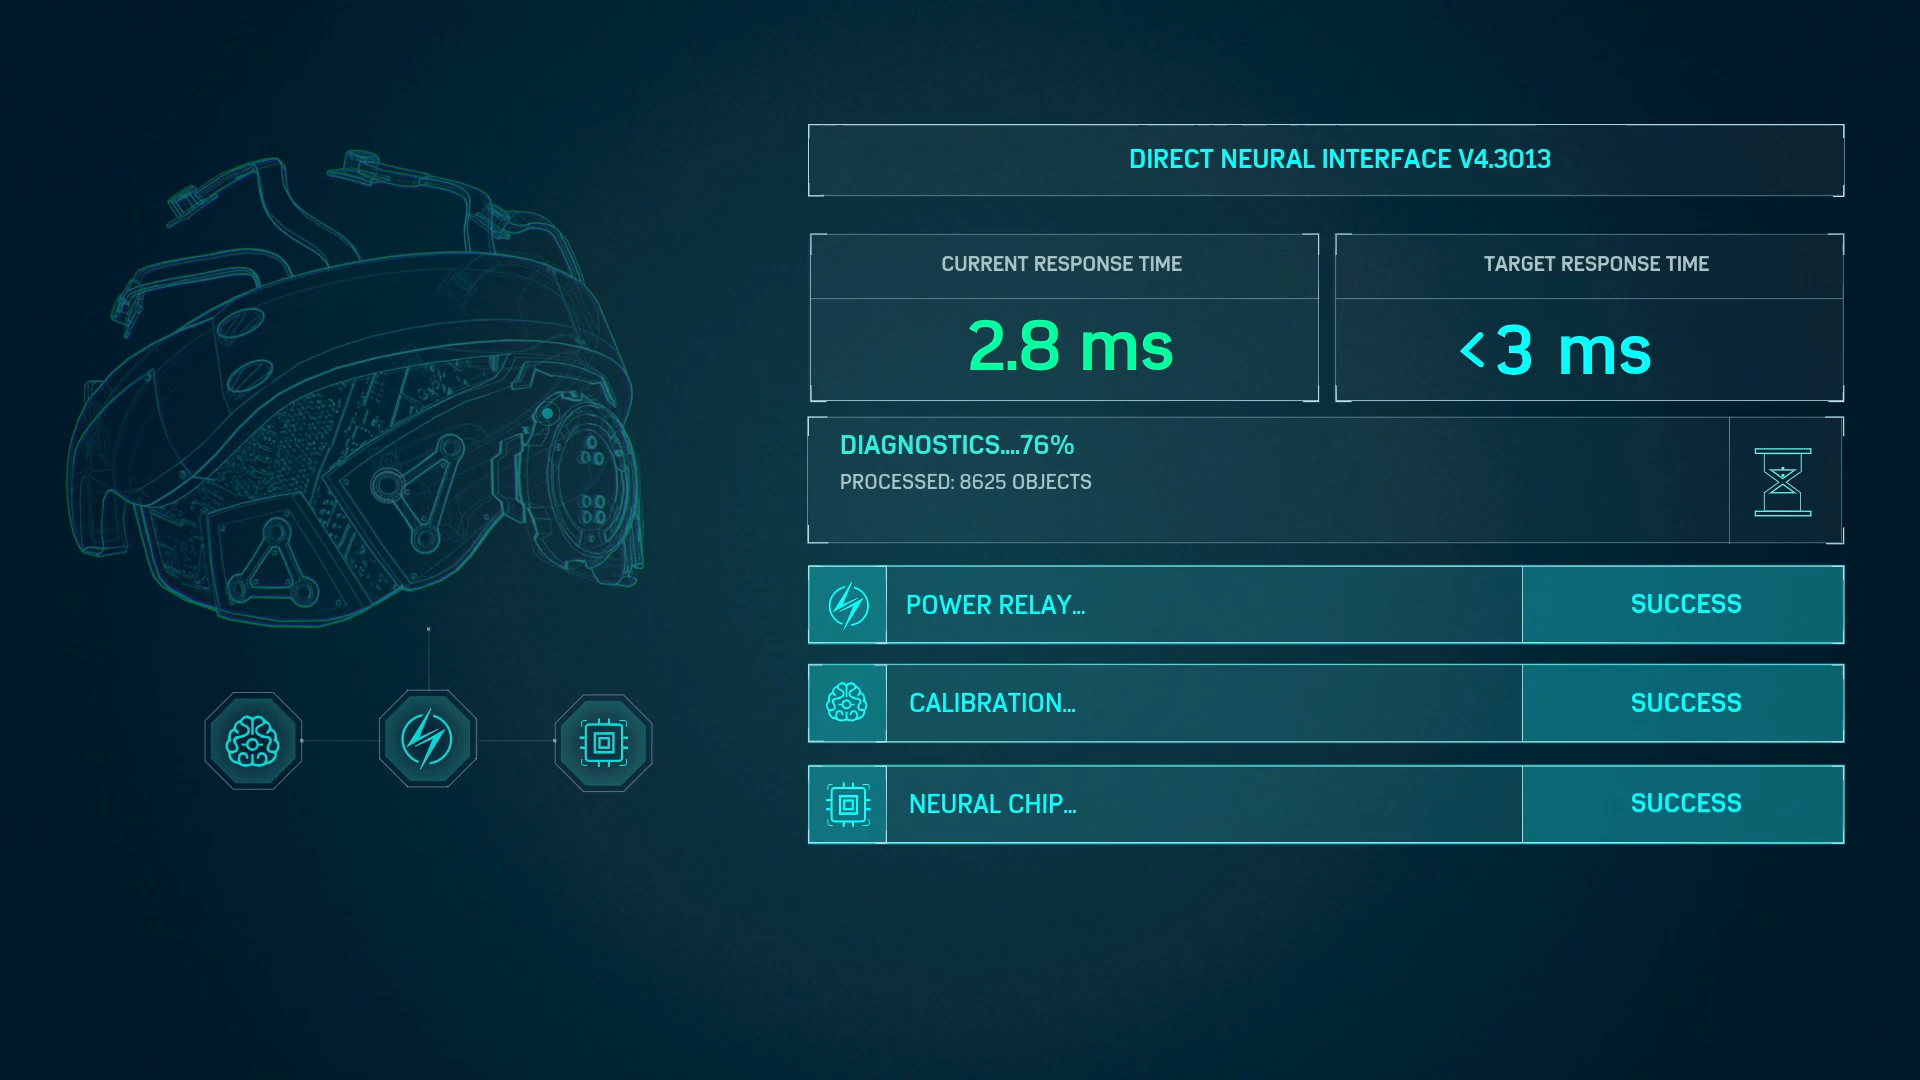 DIRECT NEURAL INTERFACE V4.3013
CURRENT RESPONSE TIME
2.8 ms
TARGET RESPONSE TIME
<3 ms
DIAGNOSTICS....76%
PROCESSED: 8625 OBJECTS
POWER RELAY...
SUCCESS
CALIBRATION...
SUCCESS
NEURAL CHIP...
SUCCESS